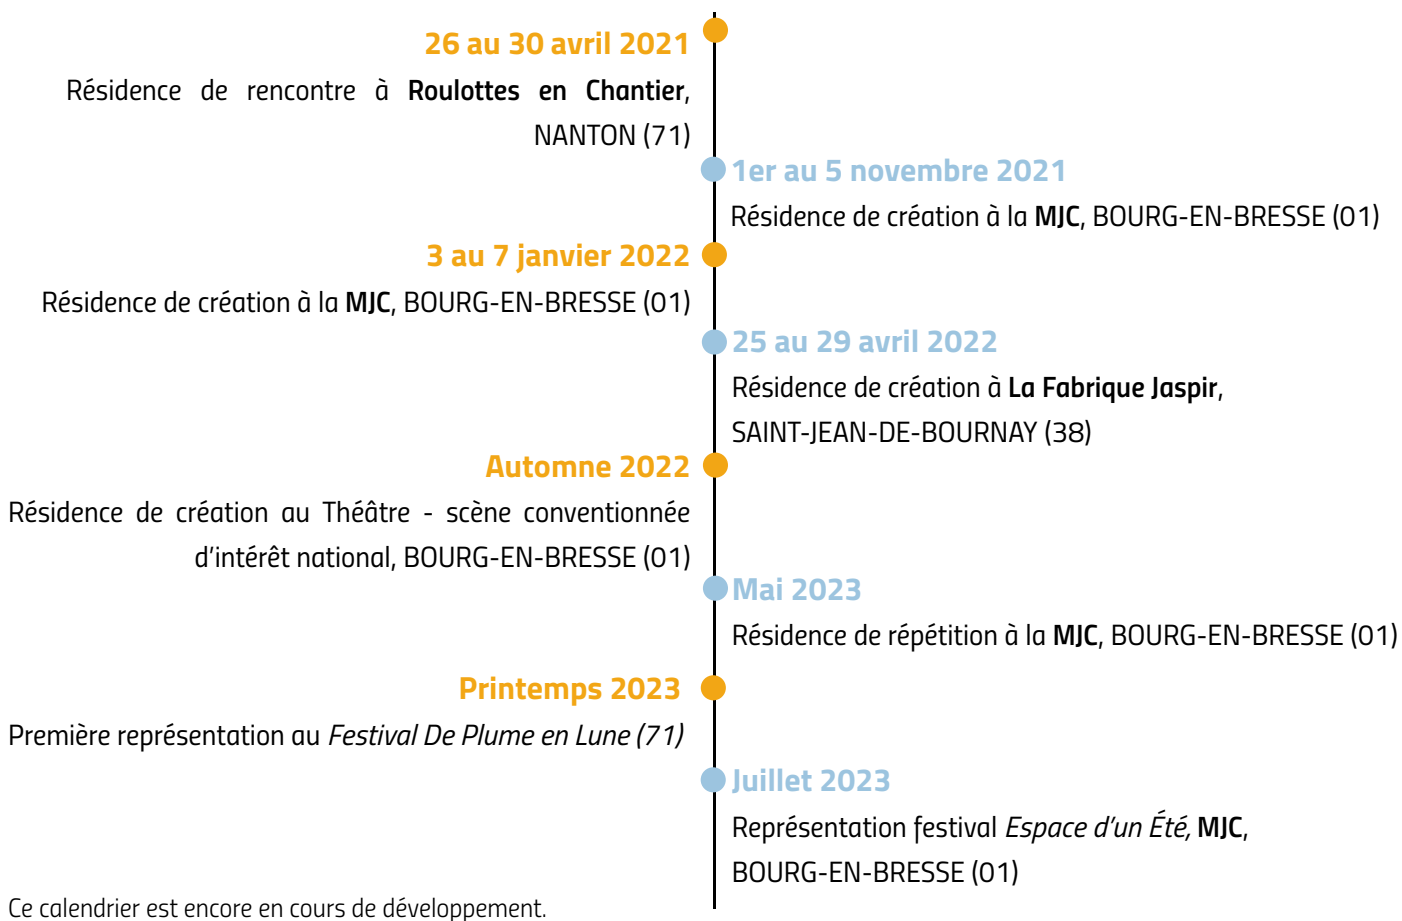 26 au 30 avril 2021
Résidence de rencontre à Roulottes en Chantier,
NANTON (71)
1er au 5 novembre 2021
Résidence de création à la MJC, BOURG-EN-BRESSE (01)
3 au 7 janvier 2022
Résidence de création à la MJC, BOURG-EN-BRESSE (01)
25 au 29 avril 2022
Résidence de création à La Fabrique Jaspir,
SAINT-JEAN-DE-BOURNAY (38)
Automne 2022
Résidence de création au Théâtre - scène conventionnée
d'intérêt national, BOURG-EN-BRESSE (01)
Mai 2023
Résidence de répétition à la MJC, BOURG-EN-BRESSE (01)
Printemps 2023
Première représentation au Festival De Plume en Lune (71)
Juillet 2023
Représentation festival Espace d'un Été, MJC,
BOURG-EN-BRESSE (01)
Ce calendrier est encore en cours de développement.